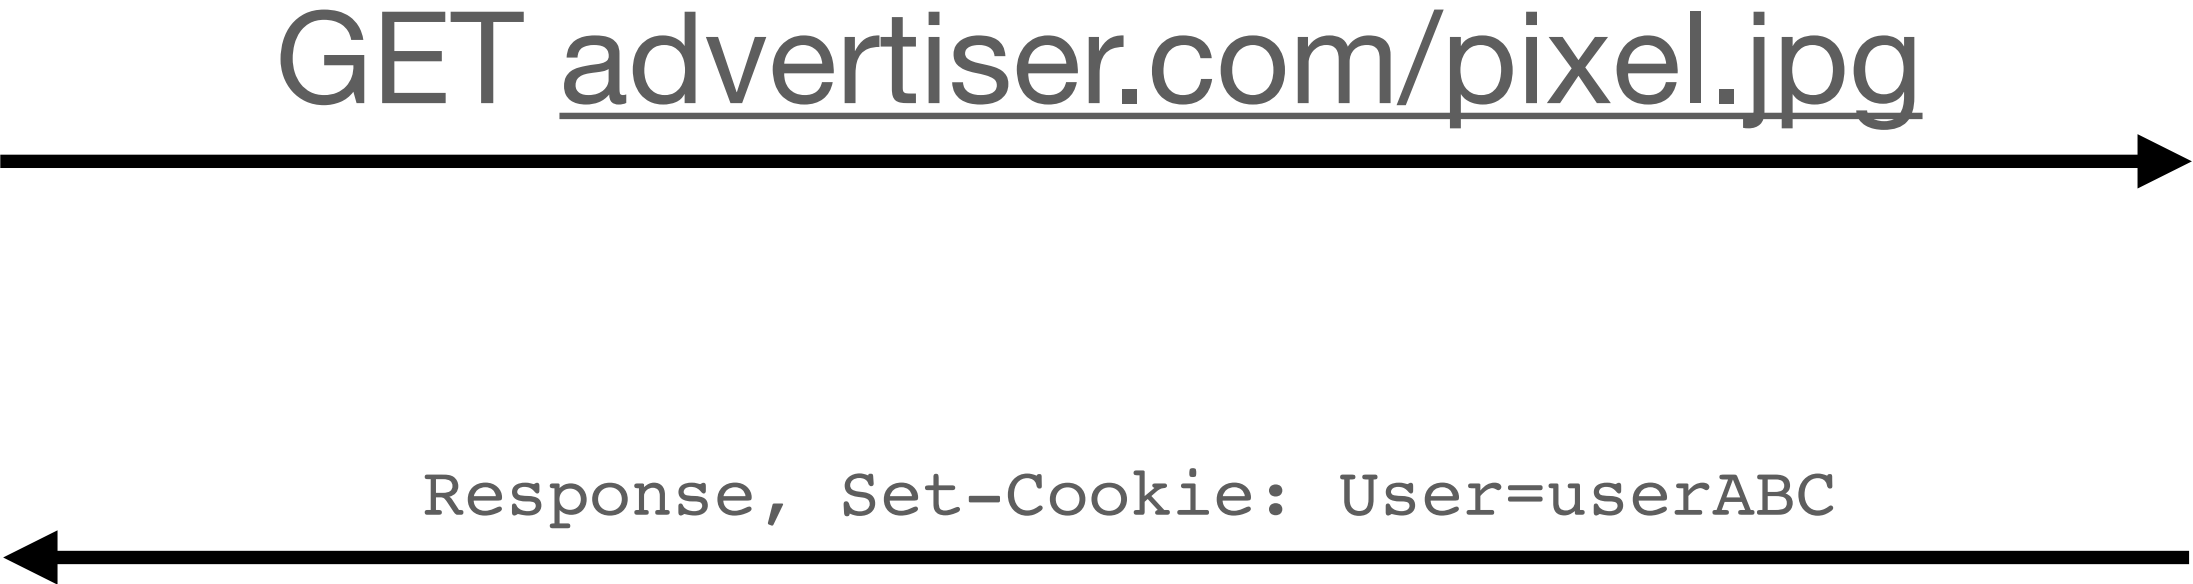 GET advertiser.com/pixel.jpg
Response, Set-Cookie: User=userABC